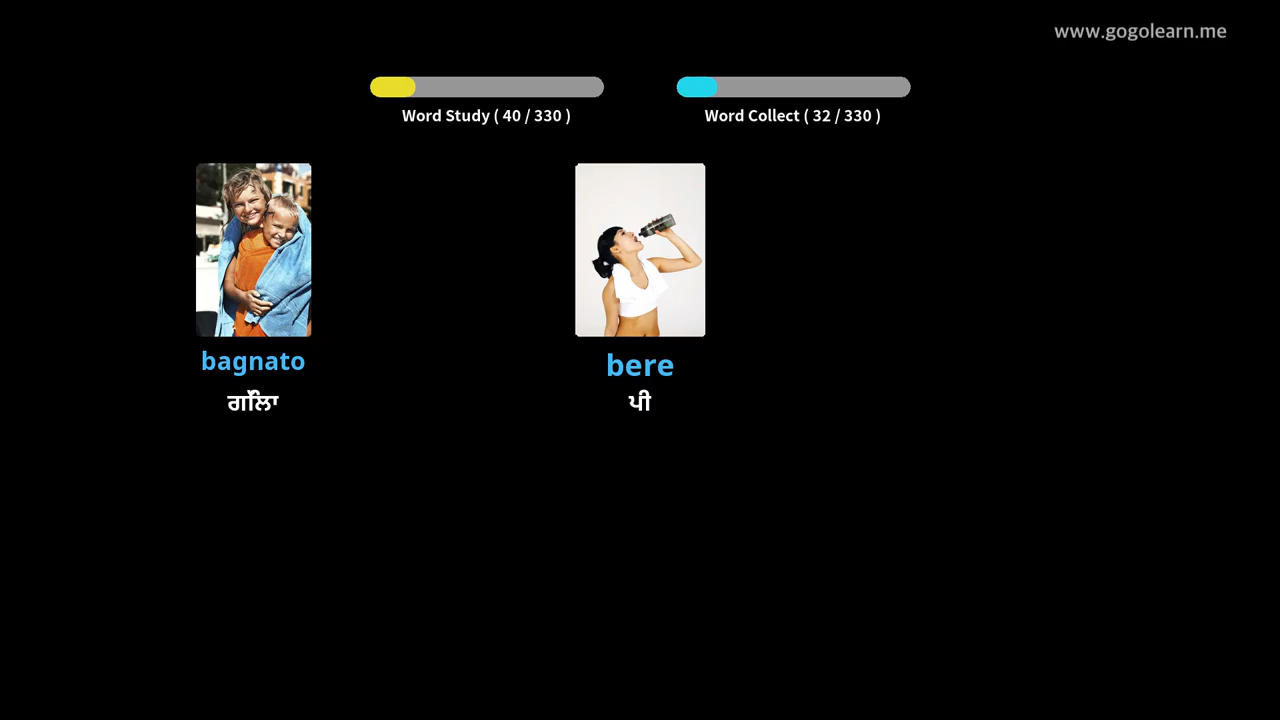 www.gogolearn.me
Word Study ( 40 / 330 )
Word Collect ( 32 / 330 )
bagnato
ਗਿੱਲਾ
bere
ਪੀ